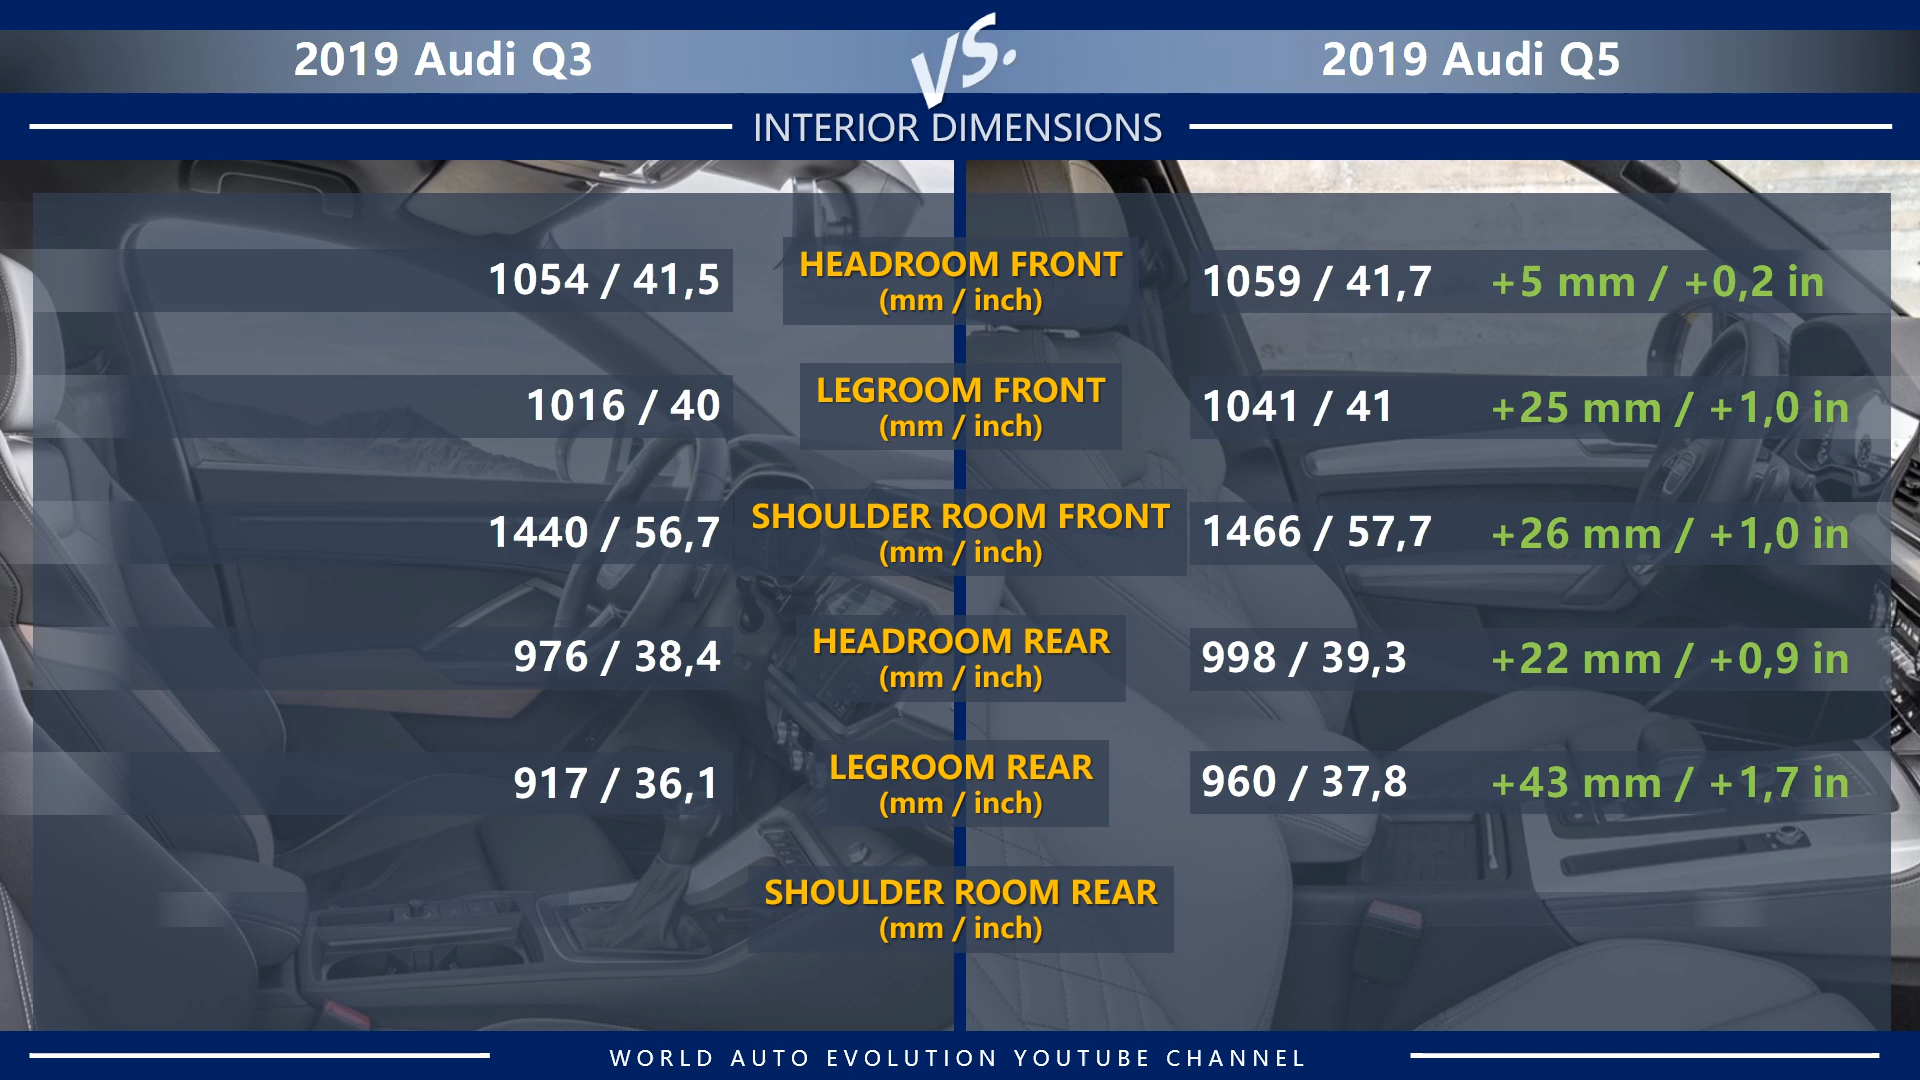 2019 Audi Q3 VS. 2019 Audi Q5
INTERIOR DIMENSIONS
1054 / 41,5 HEADROOM FRONT 1059 / 41,7 +5 mm / +0,2 in
(mm / inch)
1016 / 40 LEGROOM FRONT 1041 / 41 +25 mm / +1,0 in
(mm / inch)
1440 / 56,7 SHOULDER ROOM FRONT 1466 / 57,7 +26 mm / +1,0 in
(mm / inch)
976 / 38,4 HEADROOM REAR 998 / 39,3 +22 mm / +0,9 in
(mm / inch)
917 / 36,1 LEGROOM REAR 960 / 37,8 +43 mm / +1,7 in
(mm / inch)
SHOULDER ROOM REAR
(mm / inch)
WORLD AUTO EVOLUTION YOUTUBE CHANNEL